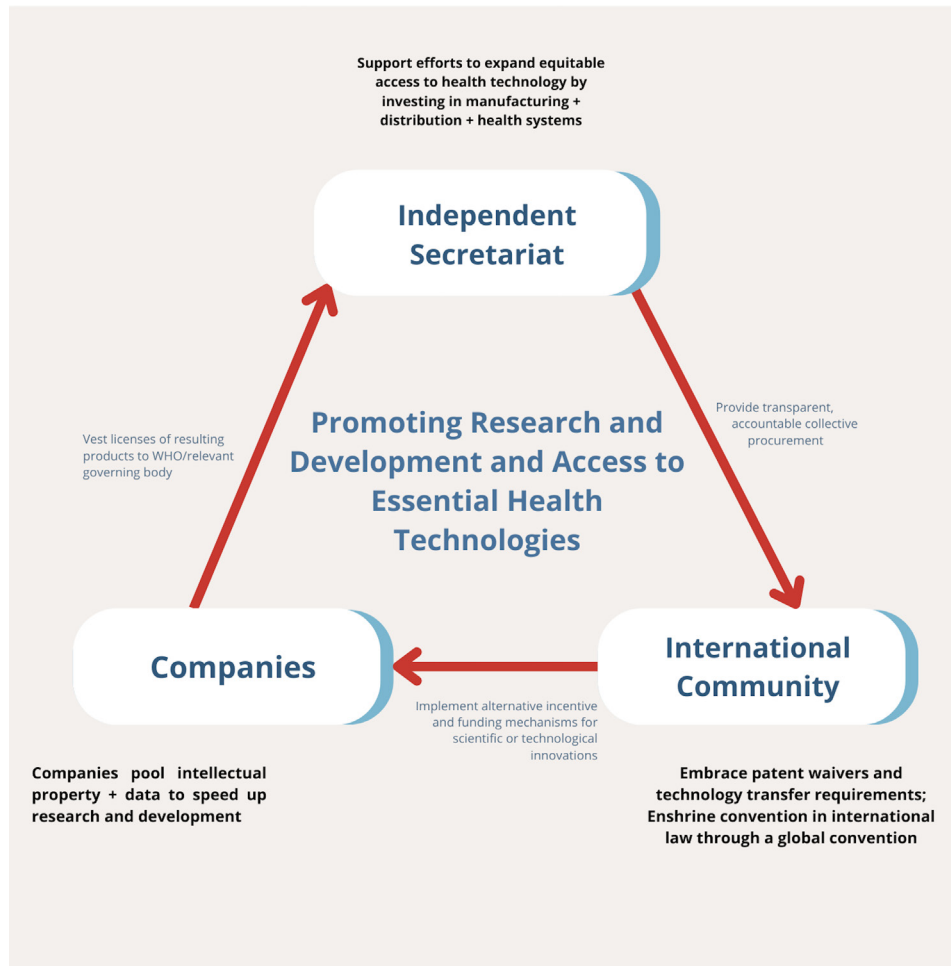 Support efforts to expand equitable
access to health technology by
investing in manufacturing +
distribution + health systems
Independent
Secretariat
Provide transparent,
accountable collective
procurement
Vest licenses of resulting
products to WHO/relevant
governing body
Promoting Research and
Development and Access to
Essential Health
Technologies
Companies
International
Community
Implement alternative incentive
and funding mechanisms for
scientific or technological
innovations
Companies pool intellectual
property + data to speed up
research and development
Embrace patent waivers and
technology transfer requirements;
Enshrine convention in international
law through a global convention